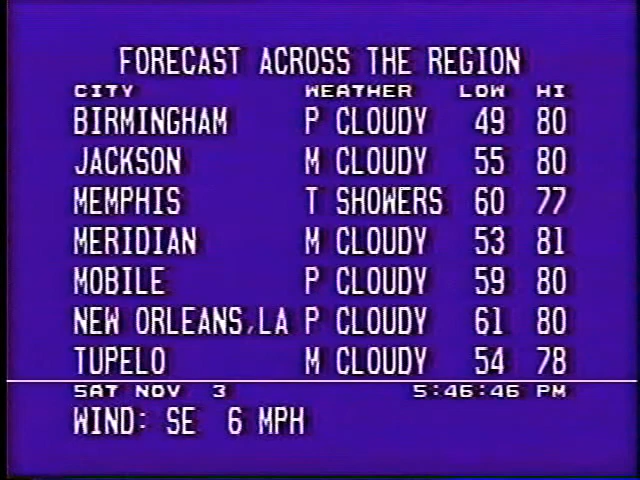 FORECAST ACROSS THE REGION
CITY WEATHER LOW HI
BIRMINGHAM P CLOUDY 49 80
JACKSON M CLOUDY 55 80
MEMPHIS T SHOWERS 60 77
MERIDIAN M CLOUDY 53 81
MOBILE P CLOUDY 59 80
NEW ORLEANS,LA P CLOUDY 61 80
TUPELO M CLOUDY 54 78
SAT NOV 3 5:46:46 PM
WIND: SE 6 MPH